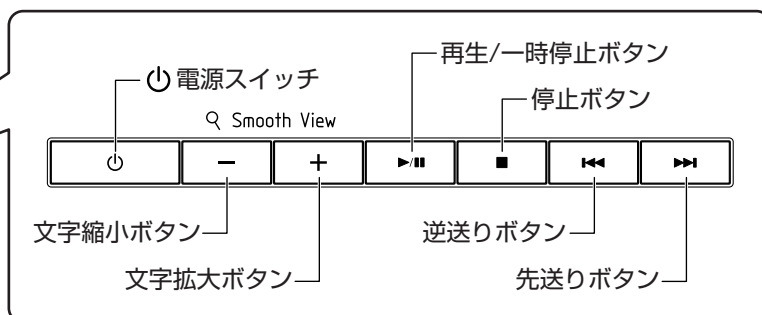 再生/一時停止ボタン
電源スイッチ
停止ボタン
Smooth View
文字縮小ボタン
逆送りボタン
文字拡大ボタン
先送りボタン